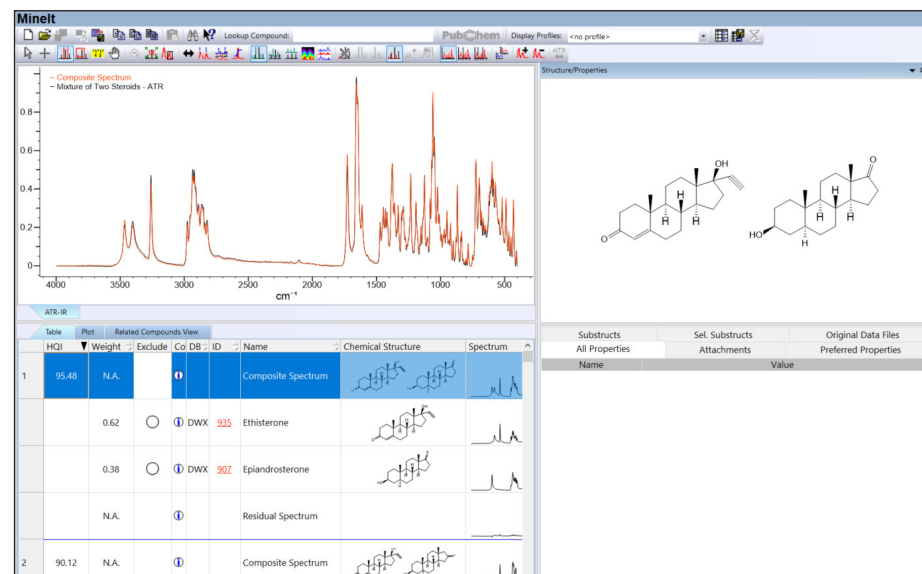 MineIt
Lookup Compound:
PubChem
Display Profiles: <no profile>
Structure/Properties
Composite Spectrum
Mixture of Two Steroids - ATR
0.8
0.6
0.4
0.2
0
4000 3500 3000 2500 2000 1500 1000 500
cm⁻¹
ATR-IR
OH
O
O
HO
H H H H H H H
Table Plot Related Compounds View
HQI Weight Exclude Co DB ID Name Chemical Structure Spectrum
1 95.48 N.A. Composite Spectrum
0.62 DWX 935 Ethisterone
0.38 DWX 907 Epiandrosterone
N.A. Residual Spectrum
2 90.12 N.A. Composite Spectrum
Substructs Sel. Substructs Original Data Files
All Properties Attachments Preferred Properties
Name Value